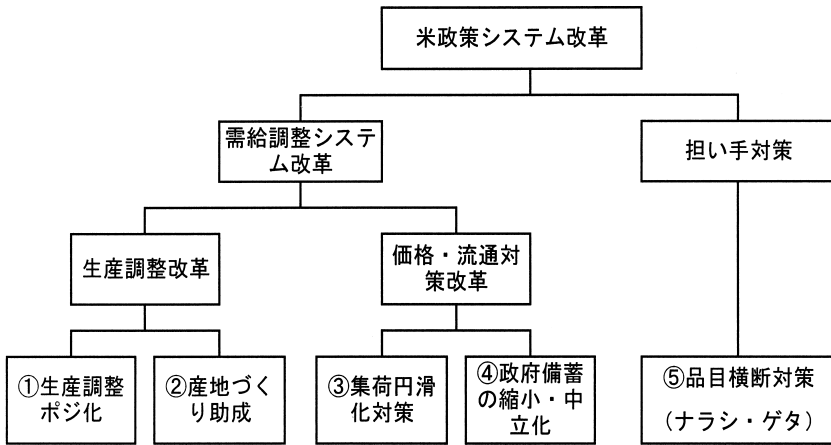 米政策システム改革
需給調整システ
ム改革
担い手対策
生産調整改革
価格・流通対
策改革
①生産調整
ポジ化
②産地づく
り助成
③集荷円滑
化対策
④政府備蓄
の縮小・中
立化
⑤品目横断対策
(ナラシ・ゲタ)